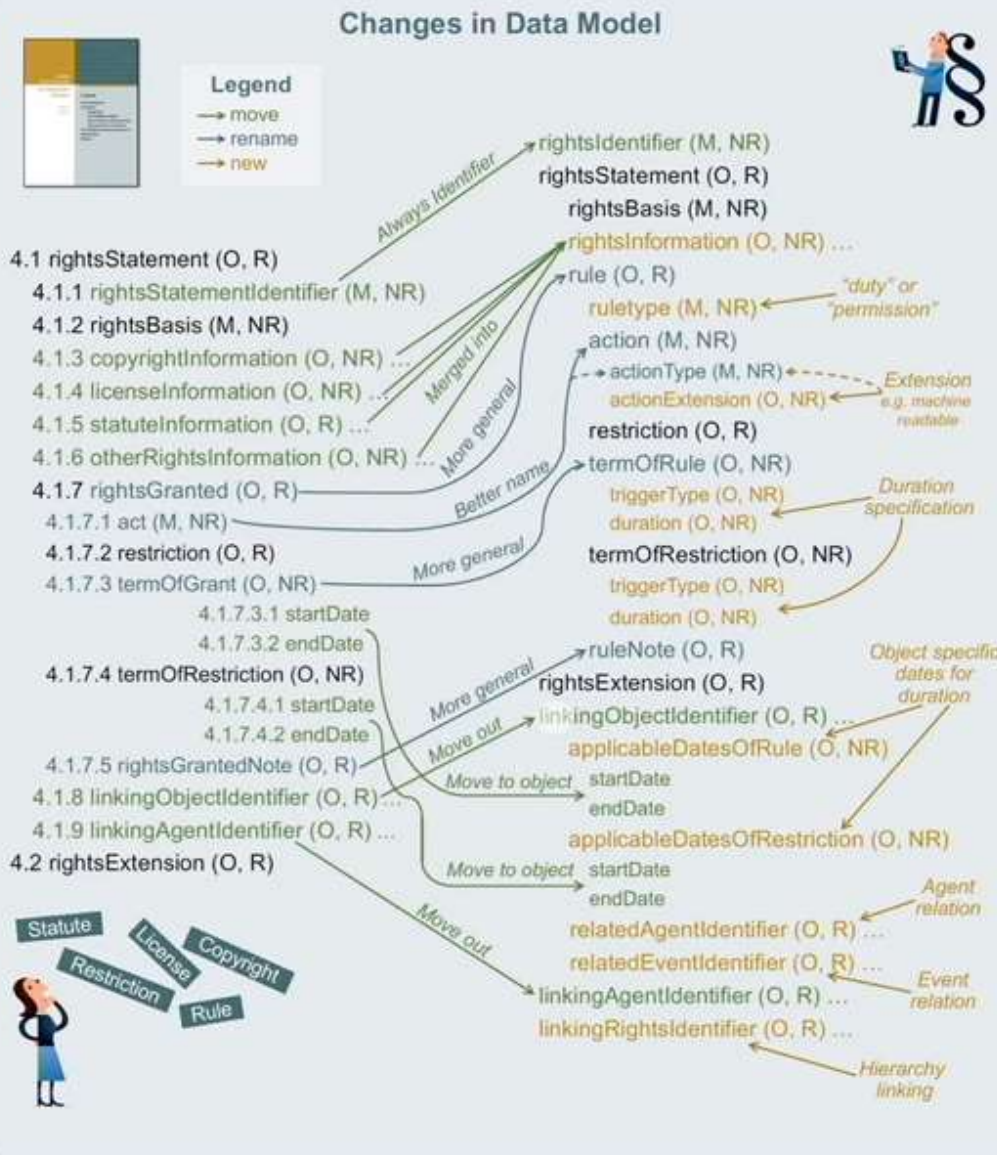 Changes in Data Model
Legend
move
rename
new
4.1 rightsStatement (O, R)
4.1.1 rightsStatementIdentifier (M, NR)
4.1.2 rightsBasis (M, NR)
4.1.3 copyrightInformation (O, NR) ...
4.1.4 licenseInformation (O, NR) ...
4.1.5 statuteInformation (O, R) ...
4.1.6 otherRightsInformation (O, NR) ...
4.1.7 rightsGranted (O, R)
4.1.7.1 act (M, NR)
4.1.7.2 restriction (O, R)
4.1.7.3 termOfGrant (O, NR)
4.1.7.3.1 startDate
4.1.7.3.2 endDate
4.1.7.4 termOfRestriction (O, NR)
4.1.7.4.1 startDate
4.1.7.4.2 endDate
4.1.7.5 rightsGrantedNote (O, R)
4.1.8 linkingObjectIdentifier (O, R) ...
4.1.9 linkingAgentIdentifier (O, R) ...
4.2 rightsExtension (O, R)
Always Identifier
Merged into
More general
Better name
More general
More general
Move out
Move to object
Move to object
Move out
rightsIdentifier (M, NR)
rightsStatement (O, R)
rightsBasis (M, NR)
rightsInformation (O, NR) ...
rule (O, R)
ruletype (M, NR)
action (M, NR)
actionType (M, NR)
actionExtension (O, NR)
restriction (O, R)
termOfRule (O, NR)
triggerType (O, NR)
duration (O, NR)
termOfRestriction (O, NR)
triggerType (O, NR)
duration (O, NR)
ruleNote (O, R)
rightsExtension (O, R)
linkingObjectIdentifier (O, R) ...
applicableDatesOfRule (O, NR)
startDate
endDate
applicableDatesOfRestriction (O, NR)
startDate
endDate
relatedAgentIdentifier (O, R) ...
relatedEventIdentifier (O, R) ...
linkingAgentIdentifier (O, R) ...
linkingRightsIdentifier (O, R) ...
"duty" or
"permission"
Extension
e.g. machine
readable
Duration
specification
Object specific
dates for
duration
Agent
relation
Event
relation
Hierarchy
linking
Statute
License
Copyright
Restriction
Rule
§